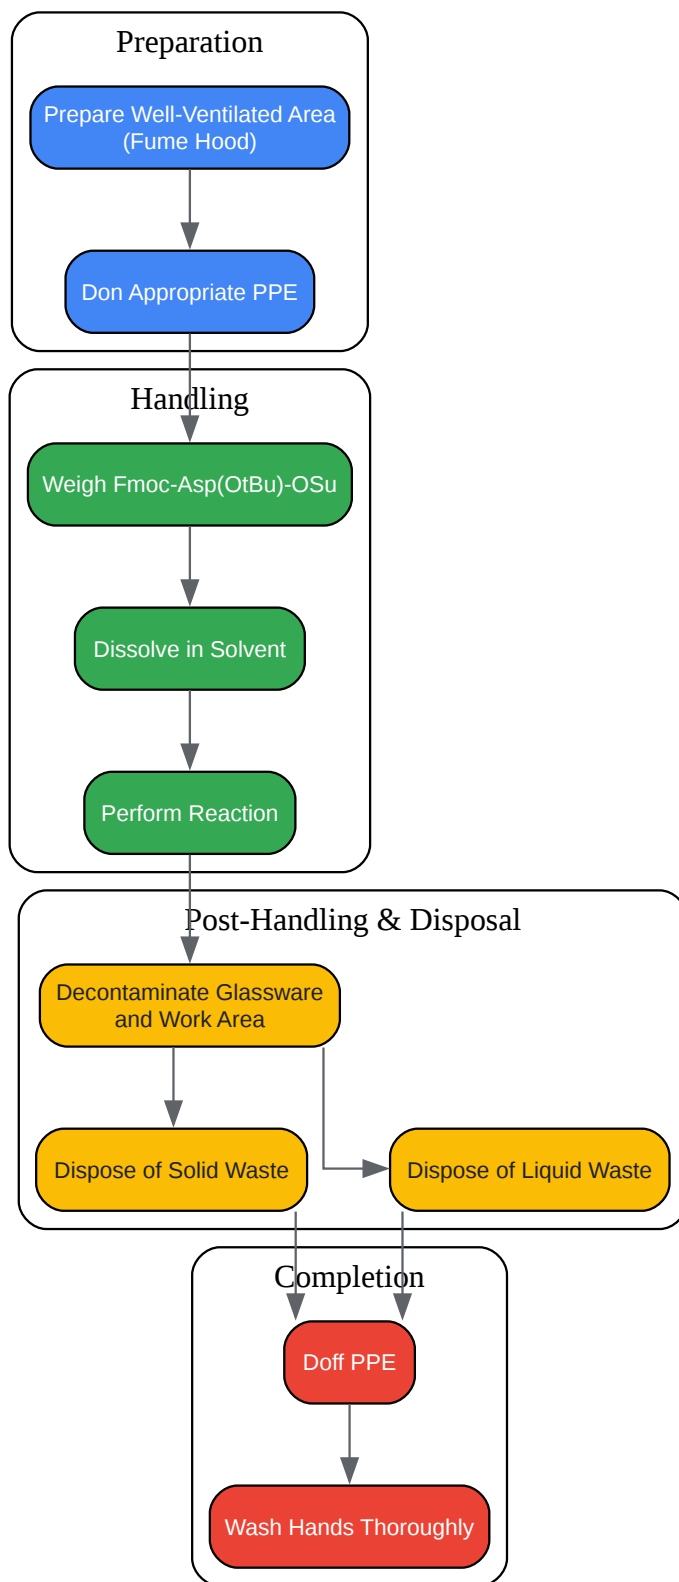 Preparation
Prepare Well-Ventilated Area
(Fume Hood)
Don Appropriate PPE
Handling
Weigh Fmoc-Asp(OtBu)-OSu
Dissolve in Solvent
Perform Reaction
Post-Handling & Disposal
Decontaminate Glassware
and Work Area
Dispose of Solid Waste
Dispose of Liquid Waste
Completion
Doff PPE
Wash Hands Thoroughly